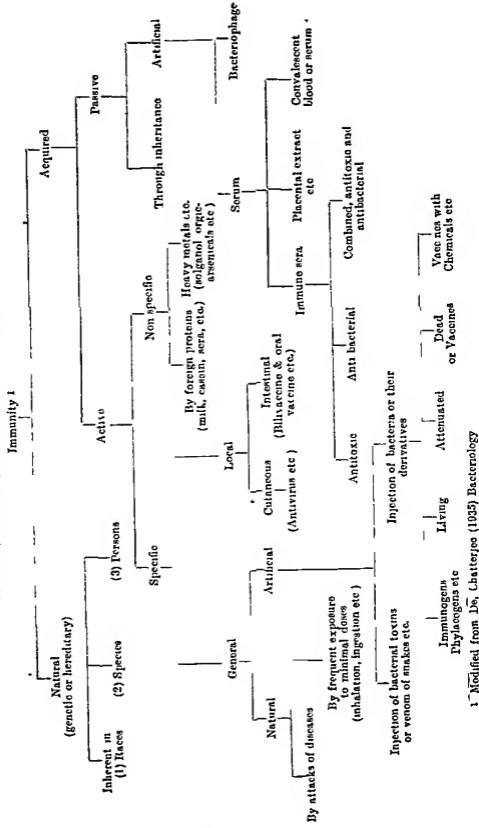 Immunity 1
Natural
(genetic or hereditary)
Acquired
Inherent in
(1) Races
(2) Species
(3) Persons
Active
Passive
Specific
Non specific
Through inheritance
Artificial
By foreign proteins
(milk, casein, sera, etc.)
Heavy metals etc.
(solganol orgic-
arsenicals etc)
Bacteriophage
General
Local
Serum
Natural
Artificial
Cutaneous
(Antivirus etc)
Intestinal
(Bilivaccine & oral
vaccine etc.)
Immune sera
Placental extract
etc
Convalescent
blood or serum
By attacks of diseases
By frequent exposure
to minimal doses
(inhalation, ingestion etc)
Antitoxic
Anti bacterial
Combined, antitoxic and
antibacterial
Injection of bacterial toxins
or venom of snakes etc.
Injection of bacteria or their
derivatives
Immunogens
Phylacogens etc
Living
Attenuated
Dead
or Vaccines
Vaccines with
Chemicals etc
1 Modified from De, Chatterjee (1935) Bacteriology